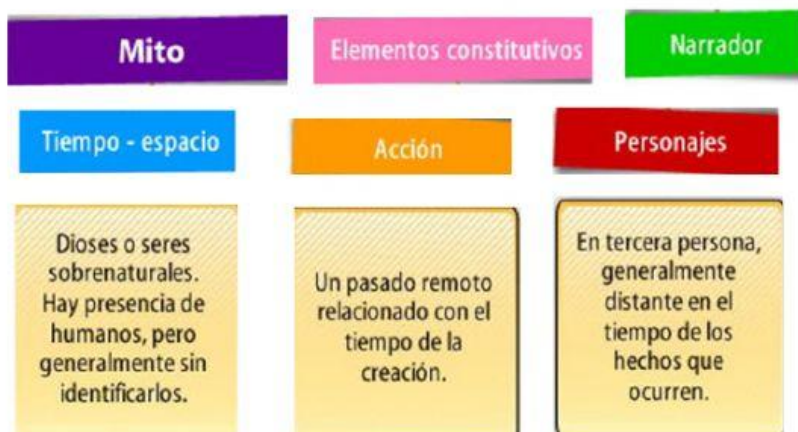 Mito
Elementos constitutivos
Narrador
Tiempo - espacio
Acción
Personajes
Dioses o seres
sobrenaturales.
Hay presencia de
humanos, pero
generalmente sin
identificarlos.
Un pasado remoto
relacionado con el
tiempo de la
creación.
En tercera persona,
generalmente
distante en el
tiempo de los
hechos que
ocurren.